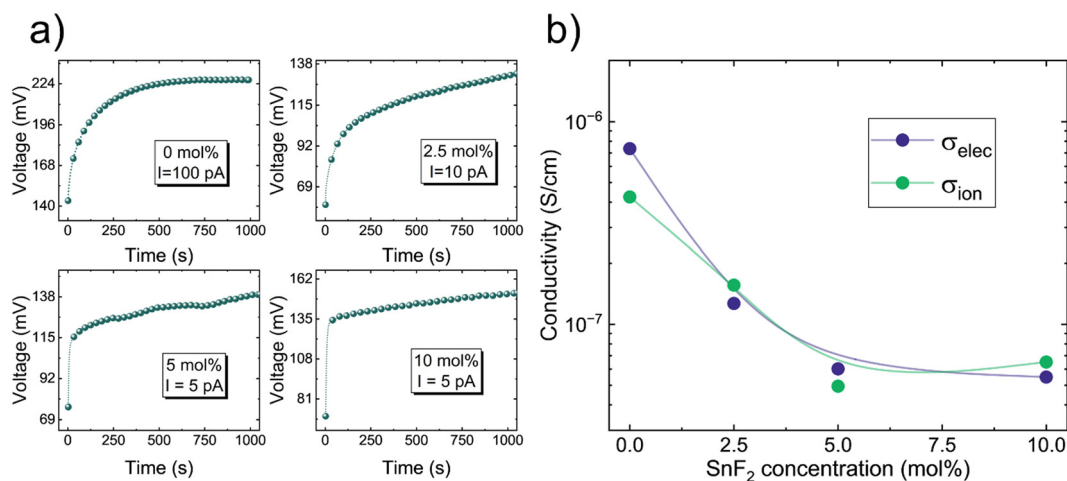 a)
Voltage (mV)
224
196
168
140
0 mol%
I=100 pA
0 250 500 750 1000
Time (s)
Voltage (mV)
138
115
92
69
2.5 mol%
I=10 pA
0 250 500 750 1000
Time (s)
Voltage (mV)
138
115
92
69
5 mol%
I = 5 pA
0 250 500 750 1000
Time (s)
Voltage (mV)
162
135
108
81
10 mol%
I = 5 pA
0 250 500 750 1000
Time (s)
b)
Conductivity (S/cm)
10⁻⁶
10⁻⁷
σelec
σion
0.0 2.5 5.0 7.5 10.0
SnF₂ concentration (mol%)